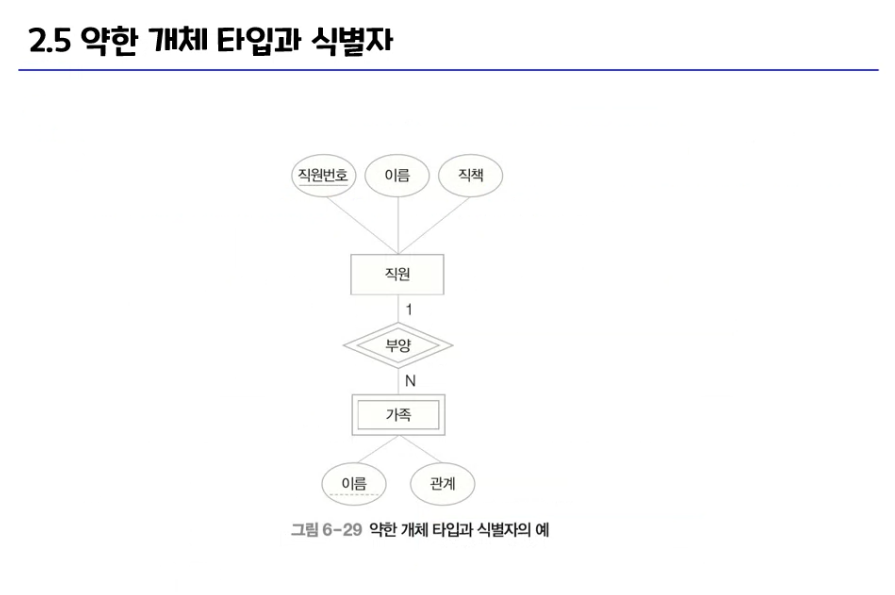 2.5 약한 개체 타입과 식별자
직원번호 이름 직책
직원
1
부양
N
가족
이름 관계
그림 6-29 약한 개체 타입과 식별자의 예